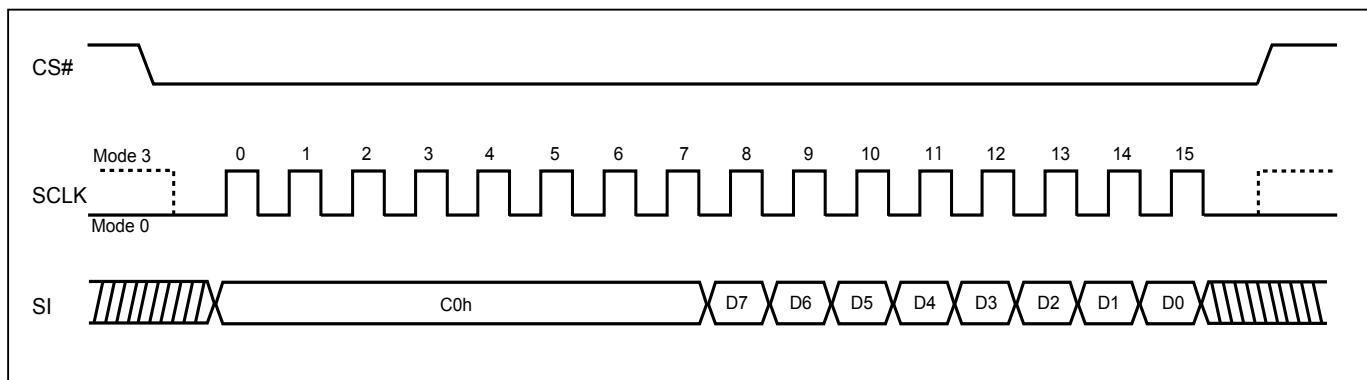 CS#
Mode 3
0 1 2 3 4 5 6 7 8 9 10 11 12 13 14 15
SCLK
Mode 0
SI
C0h D7 D6 D5 D4 D3 D2 D1 D0